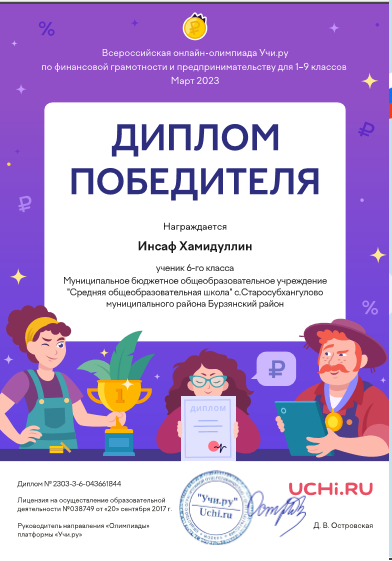 Всероссийская онлайн-олимпиада Учи.ру
по финансовой грамотности и предпринимательству для 1–9 классов
Март 2023
ДИПЛОМ
ПОБЕДИТЕЛЯ
Награждается
Инсаф Хамидуллин
ученик 6-го класса
Муниципальное бюджетное общеобразовательное учреждение
"Средняя общеобразовательная школа" с.Старосубхангулово
муниципального района Бурзянский район
1
ДИПЛОМ
Диплом № 2303-3-6-043661844
Лицензия на осуществление образовательной
деятельности №038749 от «20» сентября 2017 г.
Руководитель направления «Олимпиады»
платформы «Учи.ру»
"Учи.ру"
Uchi.ru
UCHi.RU
Д. В. Островская